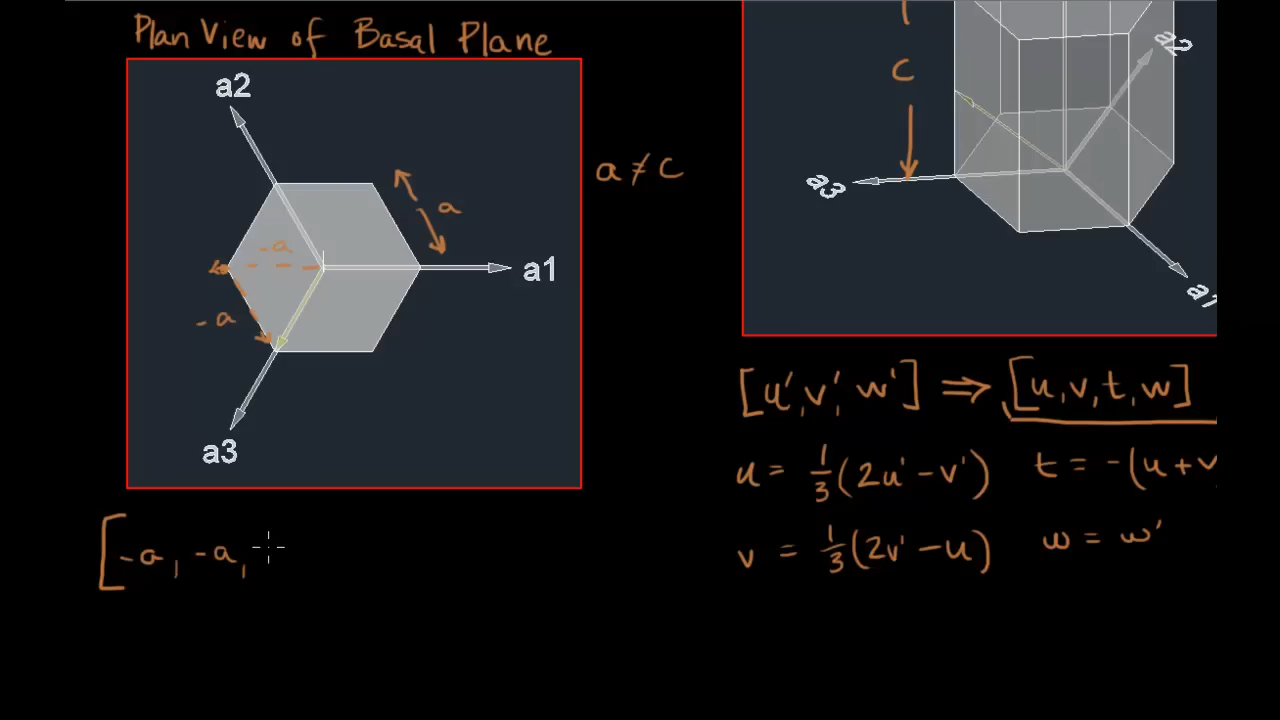 Plan View of Basal Plane
a2
a
-a
a1
-a
a3
a ≠ c
c
a2
a3
a1
[u',v',w'] ⇒ [u,v,t,w]
u = 1/3(2u' - v')
t = -(u + v
v = 1/3(2v' - u)
w = w'
[-a, -a,